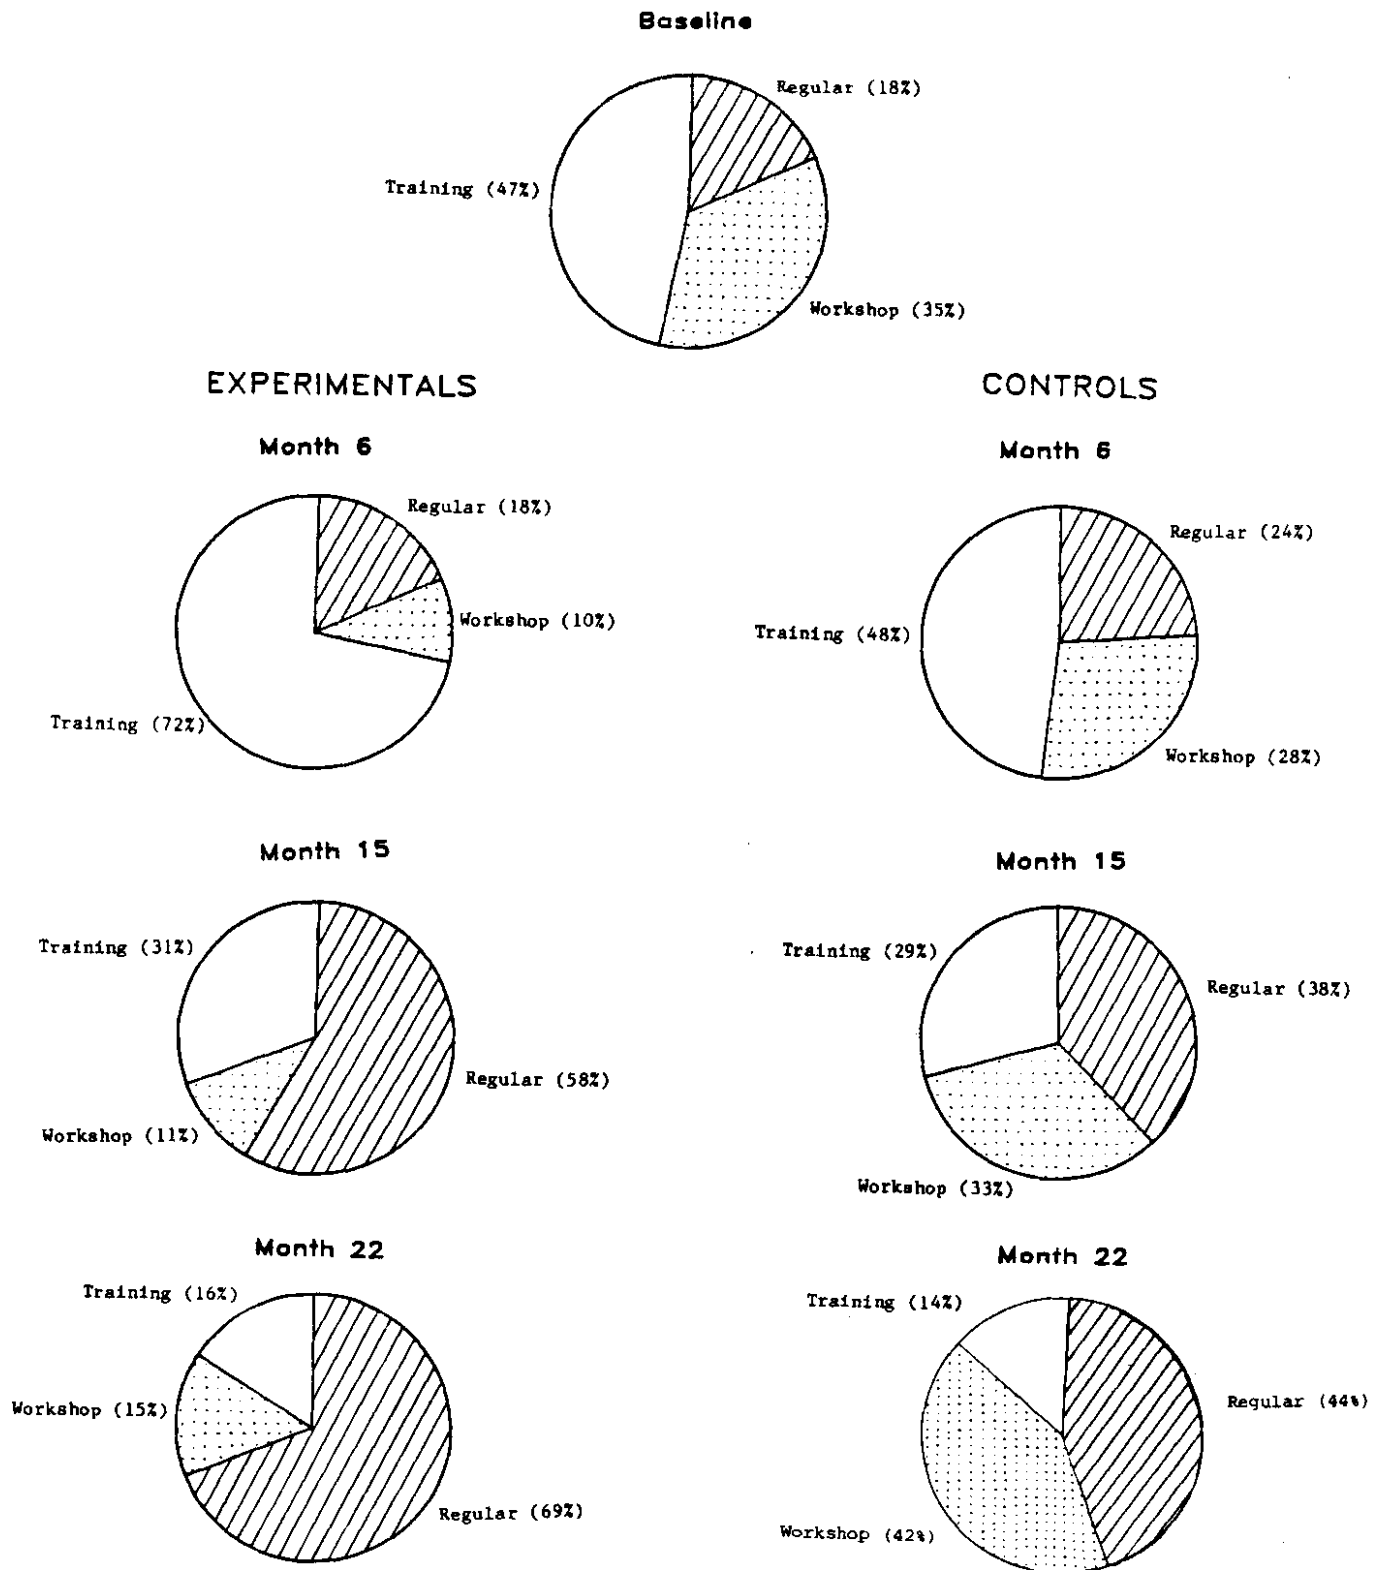 Baseline
Regular (18%)
Training (47%)
Workshop (35%)
EXPERIMENTALS
CONTROLS
Month 6
Month 6
Regular (18%)
Workshop (10%)
Training (72%)
Regular (24%)
Training (48%)
Workshop (28%)
Month 15
Month 15
Training (31%)
Regular (58%)
Workshop (11%)
Training (29%)
Regular (38%)
Workshop (33%)
Month 22
Month 22
Training (16%)
Workshop (15%)
Regular (69%)
Training (14%)
Regular (44%)
Workshop (42%)